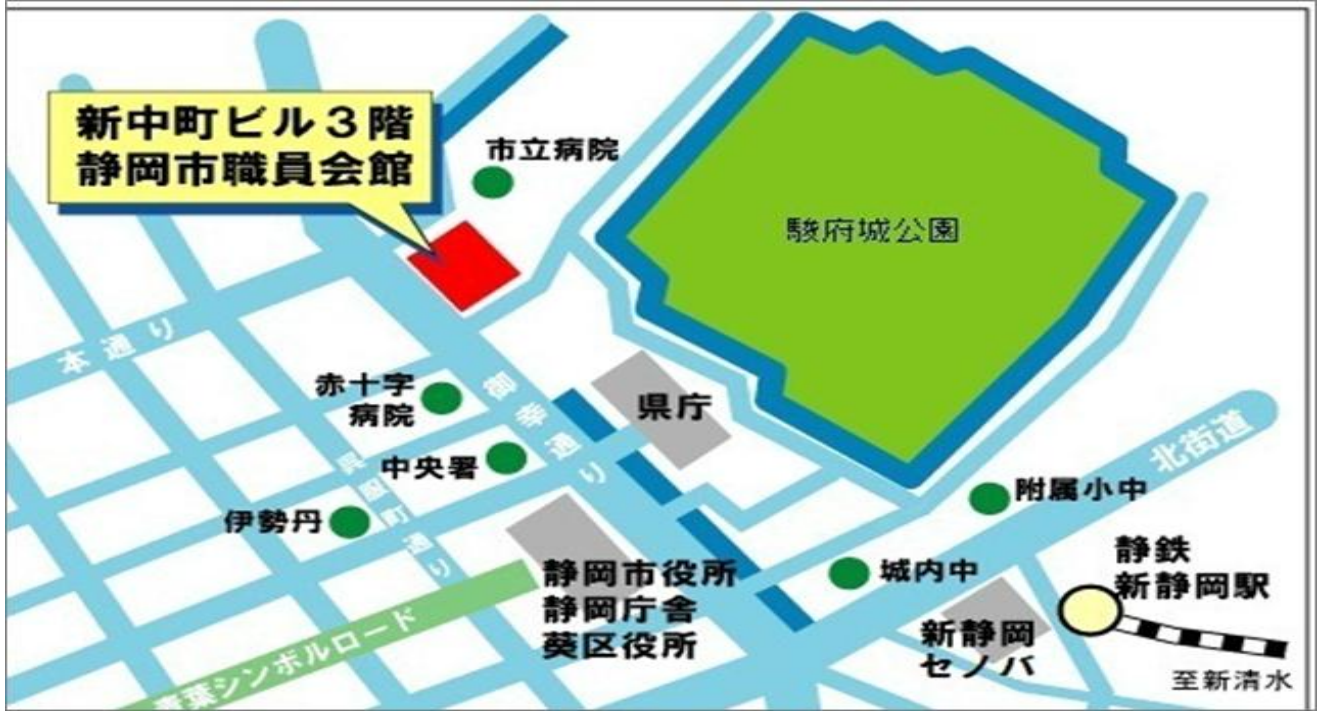 新中町ビル3階
静岡市職員会館
市立病院
駿府城公園
本通り
赤十字
病院
御幸通り
県庁
中央署
呉服町通り
伊勢丹
北街道
附属小中
静岡市役所
静岡庁舎
葵区役所
城内中
静鉄
新静岡駅
新静岡
セノバ
青葉シンボルロード
至新清水